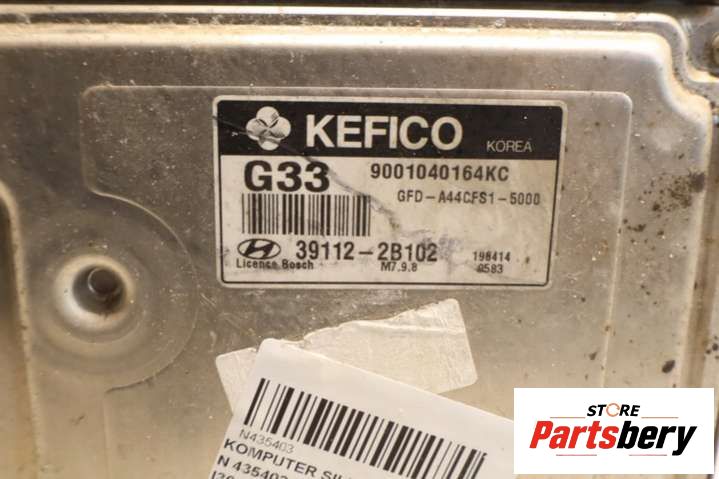 KEFICO KOREA
G33 9001040164KC
GFD-A44CFS1-5000
39112-2B102 198414
Licence Bosch M7.9.8 0583
N435403
KOMPUTER
N 435403
STORE
Partsbery